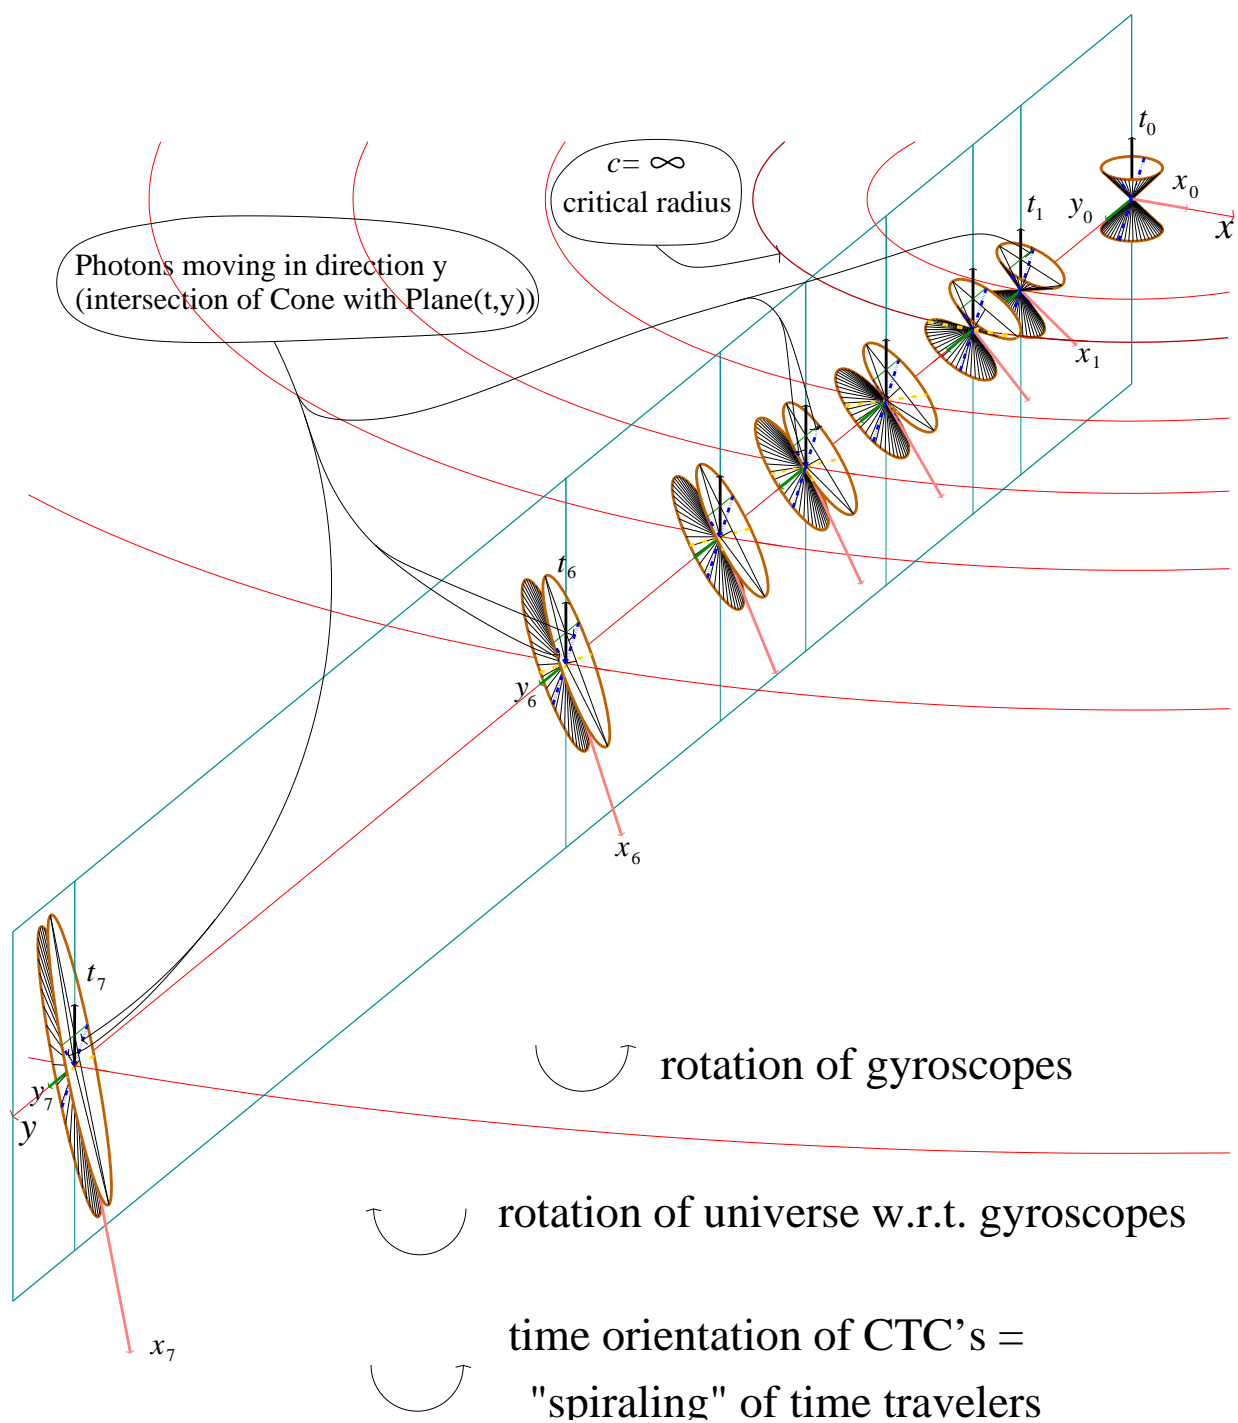 t0
c= ∞
critical radius
x0
t1
y0
x
Photons moving in direction y
(intersection of Cone with Plane(t,y))
x1
t6
y6
x6
t7
y7
y
rotation of gyroscopes
rotation of universe w.r.t. gyroscopes
time orientation of CTC's =
x7
"spiraling" of time travelers